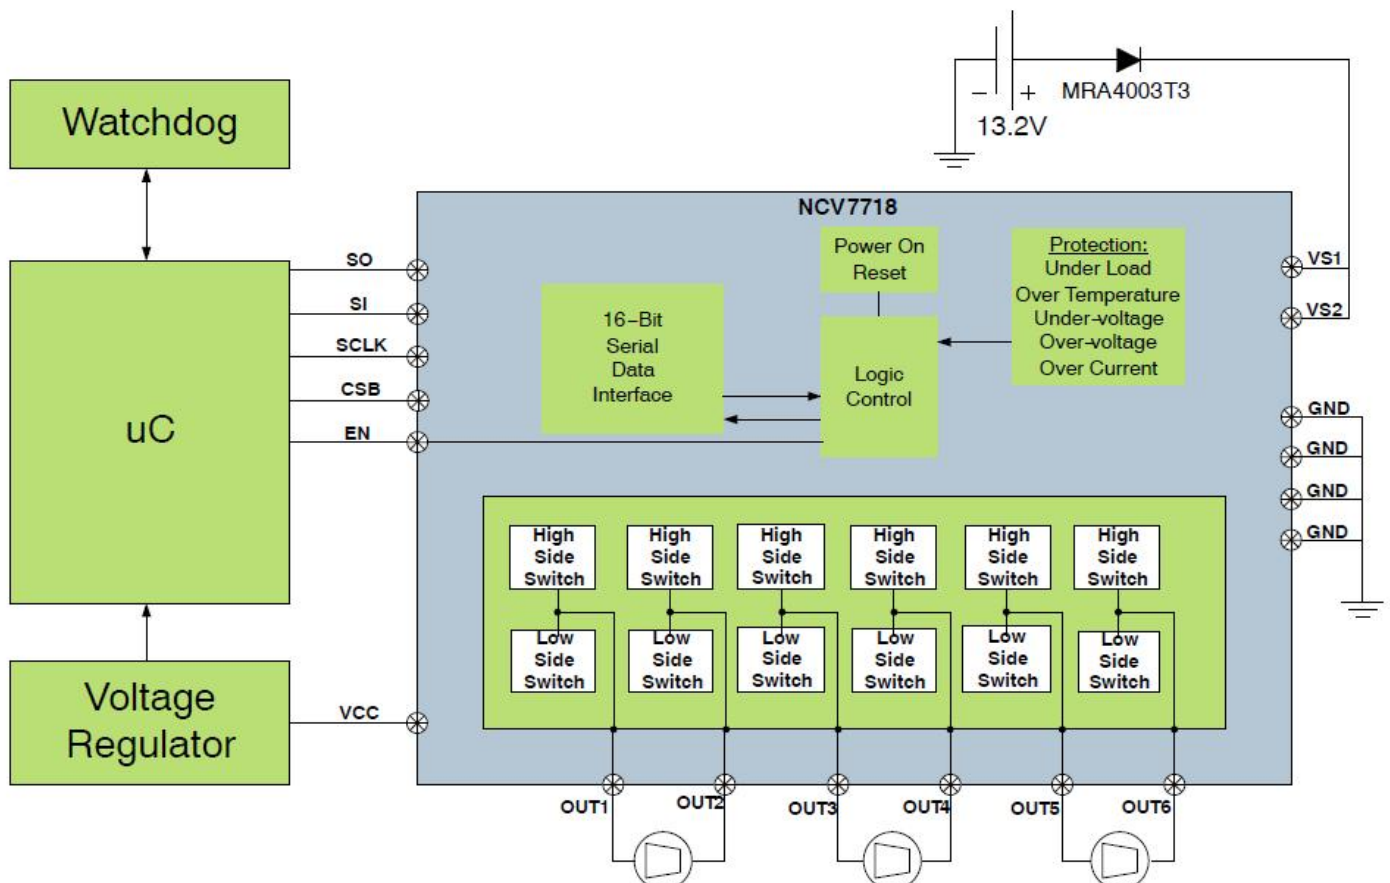 MRA4003T3
- +
13.2V
Watchdog
NCV7718
Power On
Reset
Protection:
Under Load
Over Temperature
Under-voltage
Over-voltage
Over Current
SO
SI
SCLK
CSB
EN
uC
16-Bit
Serial
Data
Interface
Logic
Control
VS1
VS2
GND
GND
GND
GND
High
Side
Switch
High
Side
Switch
High
Side
Switch
High
Side
Switch
High
Side
Switch
High
Side
Switch
Low
Side
Switch
Low
Side
Switch
Low
Side
Switch
Low
Side
Switch
Low
Side
Switch
Low
Side
Switch
Voltage
Regulator
VCC
OUT1
OUT2
OUT3
OUT4
OUT5
OUT6